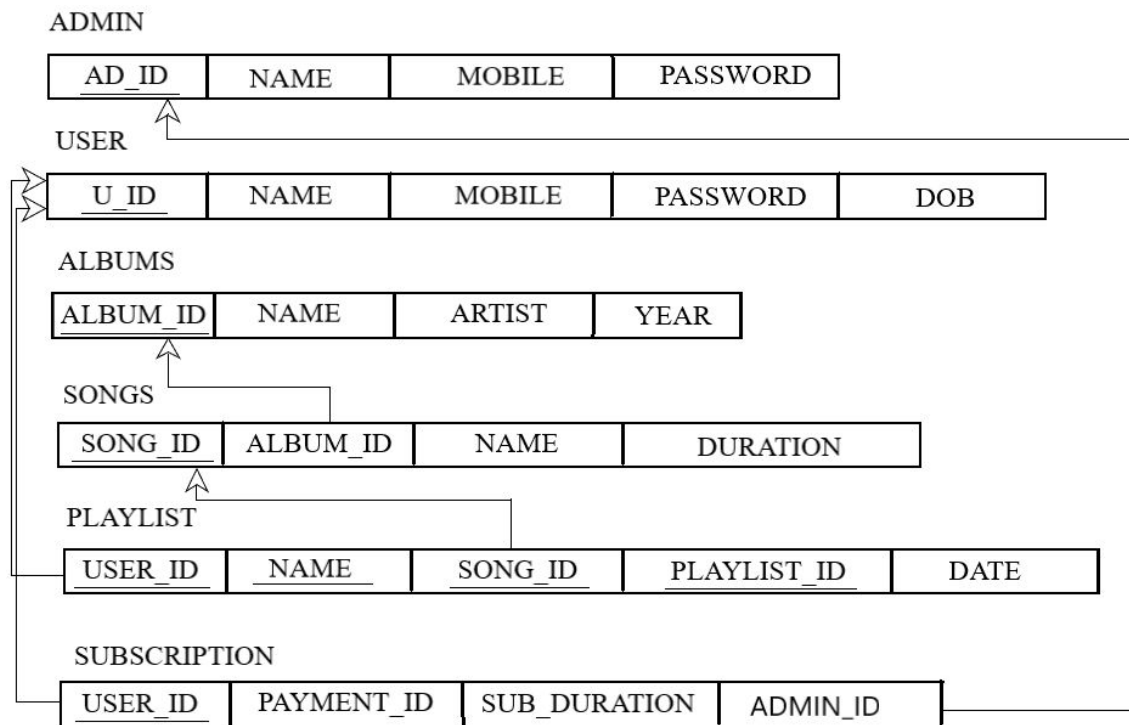 ADMIN
AD_ID NAME MOBILE PASSWORD
USER
U_ID NAME MOBILE PASSWORD DOB
ALBUMS
ALBUM_ID NAME ARTIST YEAR
SONGS
SONG_ID ALBUM_ID NAME DURATION
PLAYLIST
USER_ID NAME SONG_ID PLAYLIST_ID DATE
SUBSCRIPTION
USER_ID PAYMENT_ID SUB_DURATION ADMIN_ID